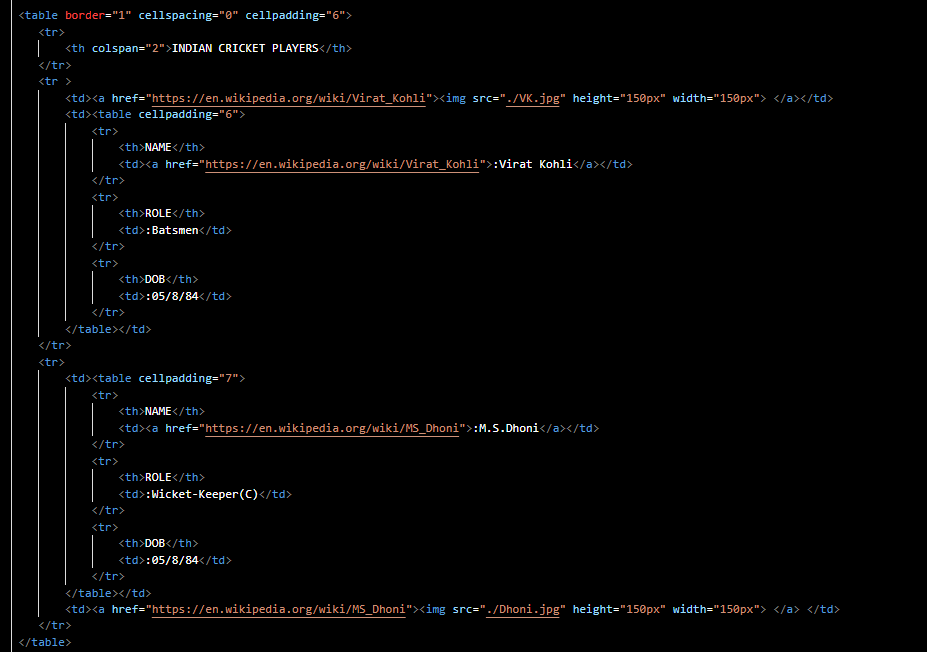 <table border="1" cellspacing="0" cellpadding="6">
<tr>
<th colspan="2">INDIAN CRICKET PLAYERS</th>
</tr>
<tr >
<td><a href="https://en.wikipedia.org/wiki/Virat_Kohli"><img src="./VK.jpg" height="150px" width="150px"> </a></td>
<td><table cellpadding="6">
<tr>
<th>NAME</th>
<td><a href="https://en.wikipedia.org/wiki/Virat_Kohli">:Virat Kohli</a></td>
</tr>
<tr>
<th>ROLE</th>
<td>:Batsmen</td>
</tr>
<tr>
<th>DOB</th>
<td>:05/8/84</td>
</tr>
</table></td>
</tr>
<tr>
<td><table cellpadding="7">
<tr>
<th>NAME</th>
<td><a href="https://en.wikipedia.org/wiki/MS_Dhoni">:M.S.Dhoni</a></td>
</tr>
<tr>
<th>ROLE</th>
<td>:Wicket-Keeper(C)</td>
</tr>
<tr>
<th>DOB</th>
<td>:05/8/84</td>
</tr>
</table></td>
<td><a href="https://en.wikipedia.org/wiki/MS_Dhoni"><img src="./Dhoni.jpg" height="150px" width="150px"> </a> </td>
</tr>
</table>